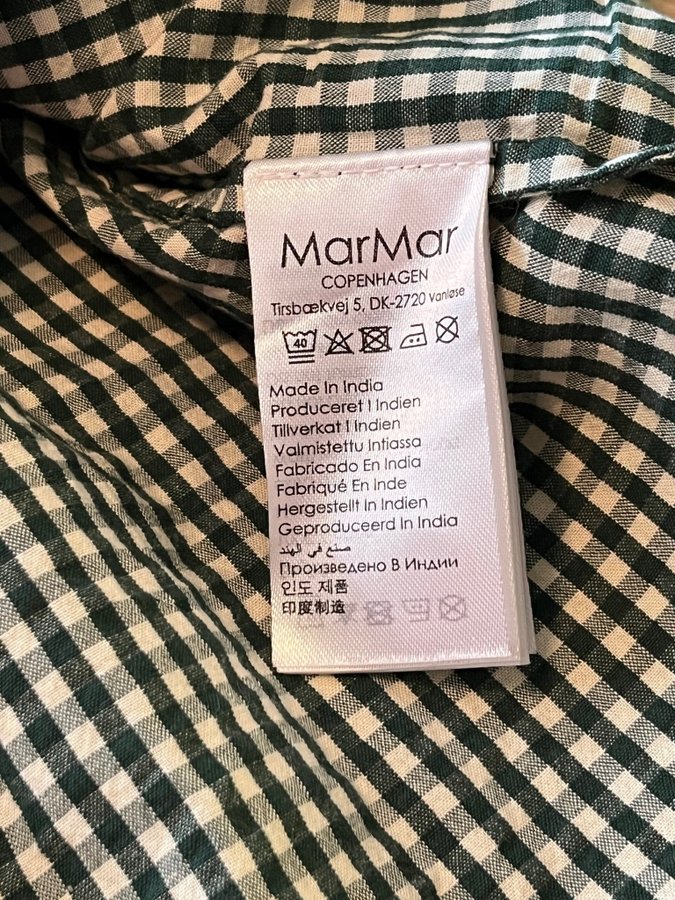 MarMar
COPENHAGEN
Tirsbækvej 5, DK-2720 Vanløse
40
Made In India
Produceret I Indien
Tillverkat I Indien
Valmistettu Intiassa
Fabricado En India
Fabriqué En Inde
Hergestellt In Indien
Geproduceerd In India
صنع في الهند
Произведено В Индии
인도 제품
印度制造